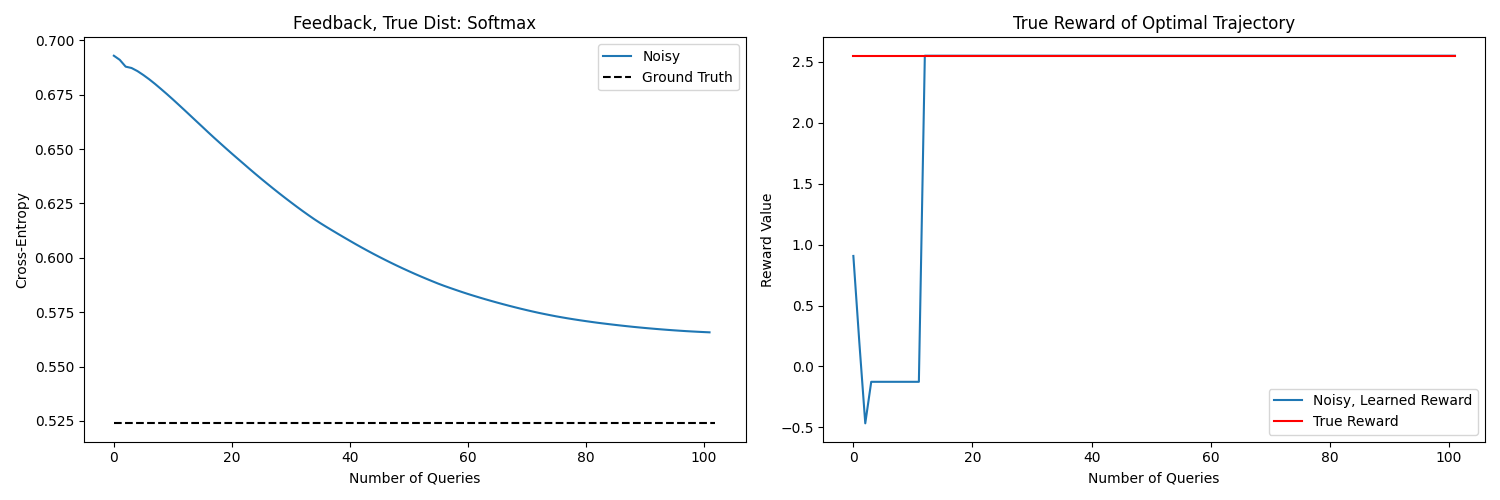 Feedback, True Dist: Softmax
Cross-Entropy
0.700
0.675
0.650
0.625
0.600
0.575
0.550
0.525
Noisy
Ground Truth
0 20 40 60 80 100
Number of Queries
True Reward of Optimal Trajectory
Reward Value
2.5
2.0
1.5
1.0
0.5
0.0
−0.5
Noisy, Learned Reward
True Reward
0 20 40 60 80 100
Number of Queries